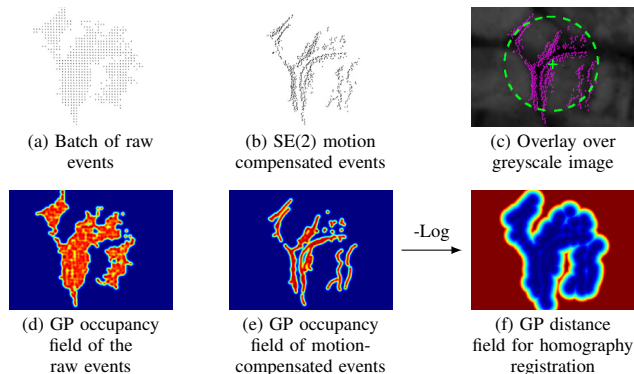 (a) Batch of raw
events
(b) SE(2) motion
compensated events
(c) Overlay over
greyscale image
-Log
(d) GP occupancy
field of the
raw events
(e) GP occupancy
field of motion-
compensated events
(f) GP distance
field for homography
registration